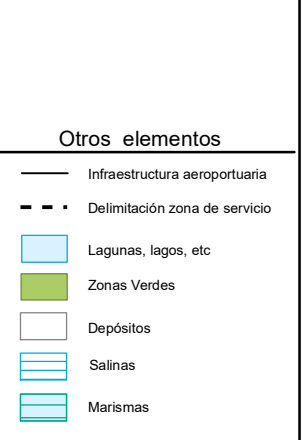 Otros elementos
Infraestructura aeroportuaria
Delimitación zona de servicio
Lagunas, lagos, etc
Zonas Verdes
Depósitos
Salinas
Marismas